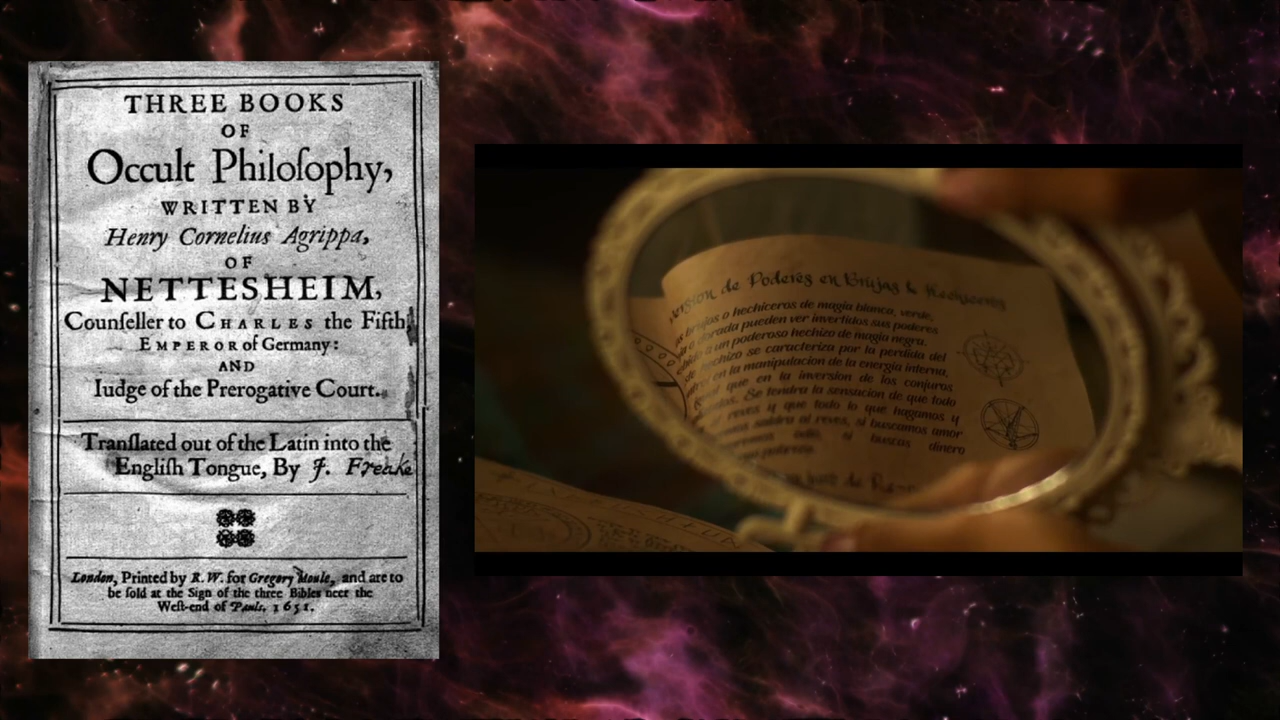 THREE BOOKS
OF
Occult Philoſophy,
WRITTEN BY
Henry Cornelius Agrippa,
OF
NETTESHEIM,
Counſeller to CHARLES the Fifth,
EMPEROR of Germany:
AND
Iudge of the Prerogative Court.
Tranſlated out of the Latin into the
Engliſh Tongue, By J. Freake
London, Printed by R. W. for Gregory Moule, and are to
be ſold at the Sign of the three Bibles neer the
Weſt-end of Pauls. 1651.
de Poderes en Brujas & Hechiceros
brujos o hechiceros de magia blanca, verde,
dorada pueden ver invertidos sus poderes
a un poderoso hechizo de magia negra.
hechizo se caracteriza por la perdida del
en la manipulacion de la energia interna,
que en la inversion de los conjuros
Se tendra la sensacion de que todo
reves y que todo lo que hagamos y
saldra al reves, si buscamos amor
odio, si buscas dinero